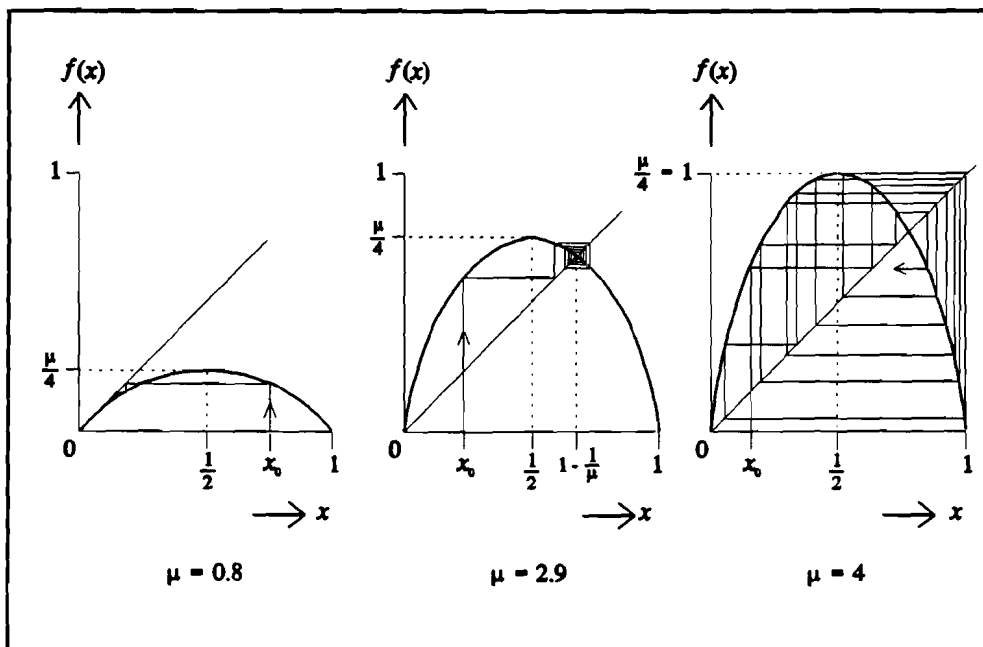 f(x) f(x) f(x)
1 1 μ/4 = 1
μ/4
μ/4
0 1/2 x₀ 1 0 x₀ 1/2 1 - 1/μ 1 0 x₀ 1/2 1
x x x
μ = 0.8 μ = 2.9 μ = 4